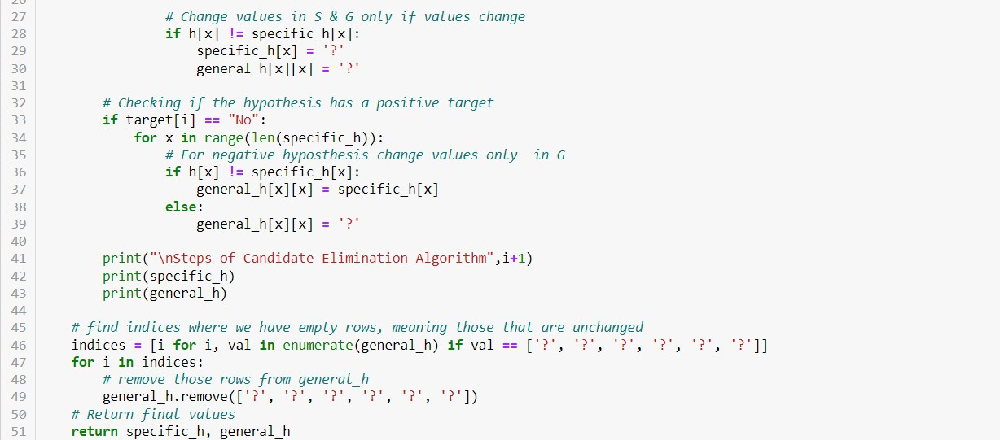 26
27                 # Change values in S & G only if values change
28                 if h[x] != specific_h[x]:
29                     specific_h[x] = '?'
30                     general_h[x][x] = '?'
31
32         # Checking if the hypothesis has a positive target
33         if target[i] == "No":
34             for x in range(len(specific_h)):
35                 # For negative hyposthesis change values only  in G
36                 if h[x] != specific_h[x]:
37                     general_h[x][x] = specific_h[x]
38                 else:
39                     general_h[x][x] = '?'
40
41         print("\nSteps of Candidate Elimination Algorithm",i+1)
42         print(specific_h)
43         print(general_h)
44
45     # find indices where we have empty rows, meaning those that are unchanged
46     indices = [i for i, val in enumerate(general_h) if val == ['?', '?', '?', '?', '?', '?']]
47     for i in indices:
48         # remove those rows from general_h
49         general_h.remove(['?', '?', '?', '?', '?', '?'])
50     # Return final values
51     return specific_h, general_h